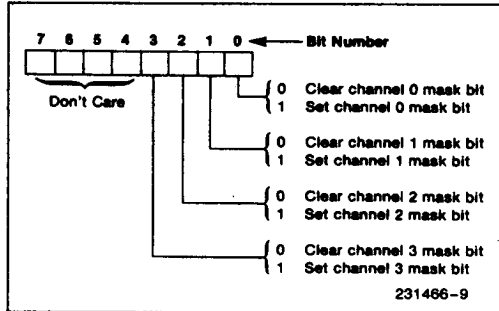 7 6 5 4 3 2 1 0 Bit Number
Don't Care
0 Clear channel 0 mask bit
1 Set channel 0 mask bit
0 Clear channel 1 mask bit
1 Set channel 1 mask bit
0 Clear channel 2 mask bit
1 Set channel 2 mask bit
0 Clear channel 3 mask bit
1 Set channel 3 mask bit
231466-9